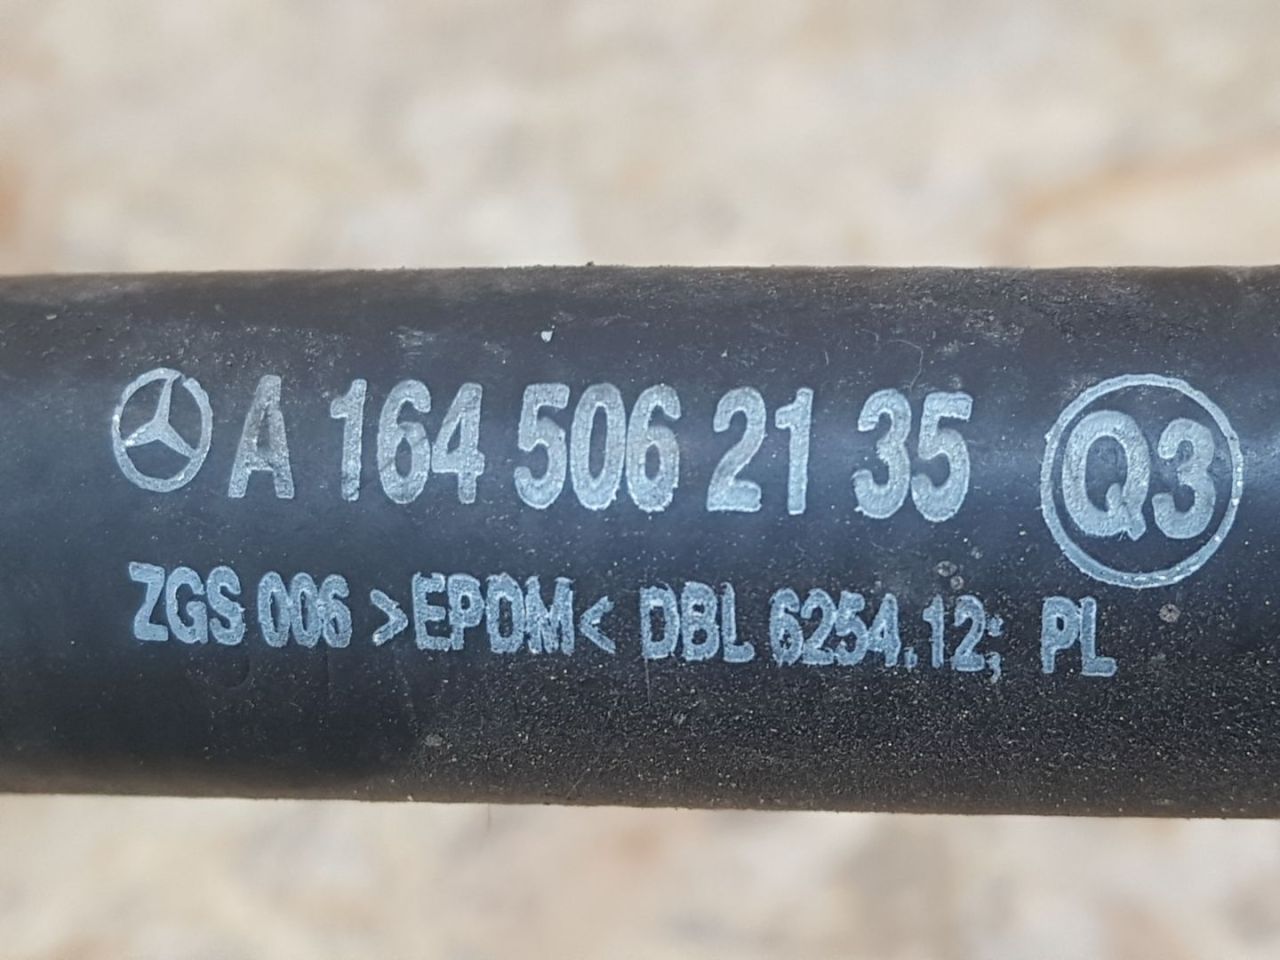 A 164 506 21 35 Q3
ZGS 006 >EPDM< DBL 6254.12; PL